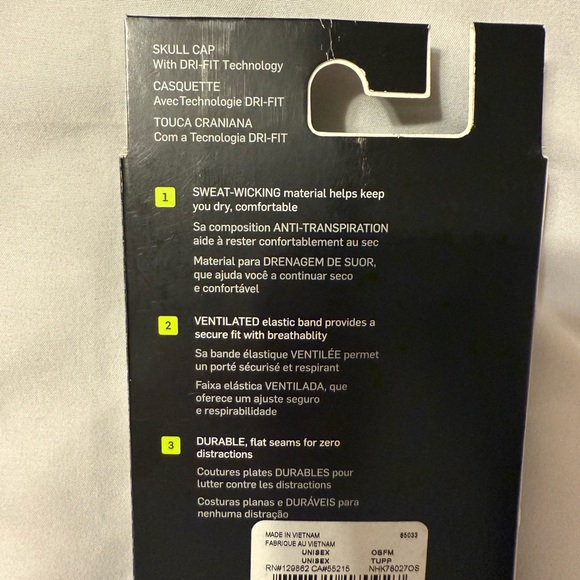 SKULL CAP
With DRI-FIT Technology
CASQUETTE
Avec Technologie DRI-FIT
TOUCA CRANIANA
Com a Tecnologia DRI-FIT
1
SWEAT-WICKING material helps keep
you dry, comfortable
Sa composition ANTI-TRANSPIRATION
aide à rester confortablement au sec
Material para DRENAGEM DE SUOR,
que ajuda você a continuar seco
e confortável
2
VENTILATED elastic band provides a
secure fit with breathablity
Sa bande élastique VENTILÉE permet
un porté sécurisé et respirant
Faixa elástica VENTILADA, que
oferece um ajuste seguro
e respirabilidade
3
DURABLE, flat seams for zero
distractions
Coutures plates DURABLES pour
lutter contre les distractions
Costuras planas e DURÁVEIS para
nenhuma distração
MADE IN VIETNAM 85033
FABRIQUE AU VIETNAM
UNISEX OSFM
UNISEX TUPP
RN#129862 CA#55215 NHK78027OS